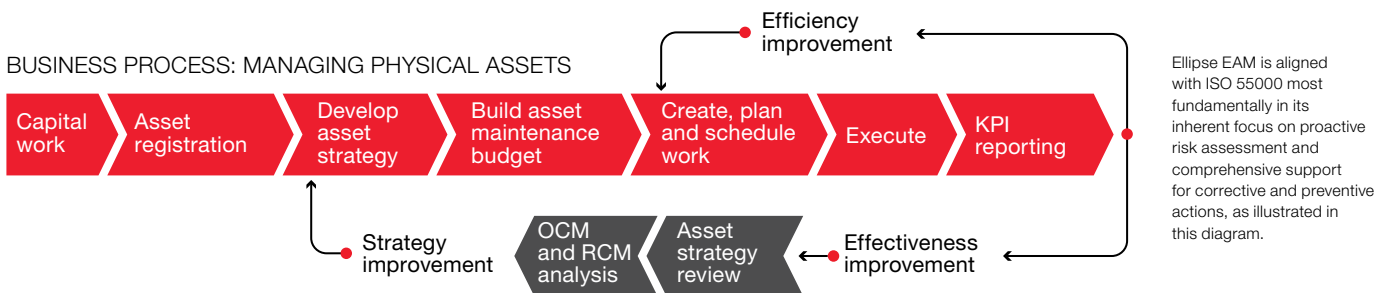 Efficiency
improvement
BUSINESS PROCESS: MANAGING PHYSICAL ASSETS
Capital
work
Asset
registration
Develop
asset
strategy
Build asset
maintenance
budget
Create, plan
and schedule
work
Execute
KPI
reporting
Strategy
improvement
OCM
and RCM
analysis
Asset
strategy
review
Effectiveness
improvement
Ellipse EAM is aligned
with ISO 55000 most
fundamentally in its
inherent focus on proactive
risk assessment and
comprehensive support
for corrective and preventive
actions, as illustrated in
this diagram.